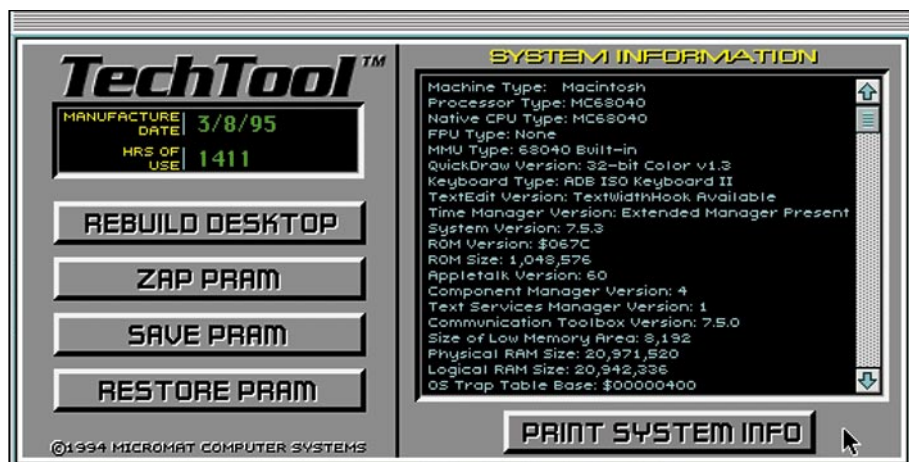 TechTool™
MANUFACTURE
DATE
3/8/95
HRS OF
USE
1411
REBUILD DESKTOP
ZAP PRAM
SAVE PRAM
RESTORE PRAM
©1994 MICROMAT COMPUTER SYSTEMS
SYSTEM INFORMATION
Machine Type: Macintosh
Processor Type: MC68040
Native CPU Type: MC68040
FPU Type: None
MMU Type: 68040 Built-in
QuickDraw Version: 32-bit Color v1.3
Keyboard Type: ADB ISO Keyboard II
TextEdit Version: TextWidthHook Available
Time Manager Version: Extended Manager Present
System Version: 7.5.3
ROM Version: $067C
ROM Size: 1,048,576
Appletalk Version: 60
Component Manager Version: 4
Text Services Manager Version: 1
Communication Toolbox Version: 7.5.0
Size of Low Memory Area: 8,192
Physical RAM Size: 20,971,520
Logical RAM Size: 20,942,336
OS Trap Table Base: $00000400
PRINT SYSTEM INFO